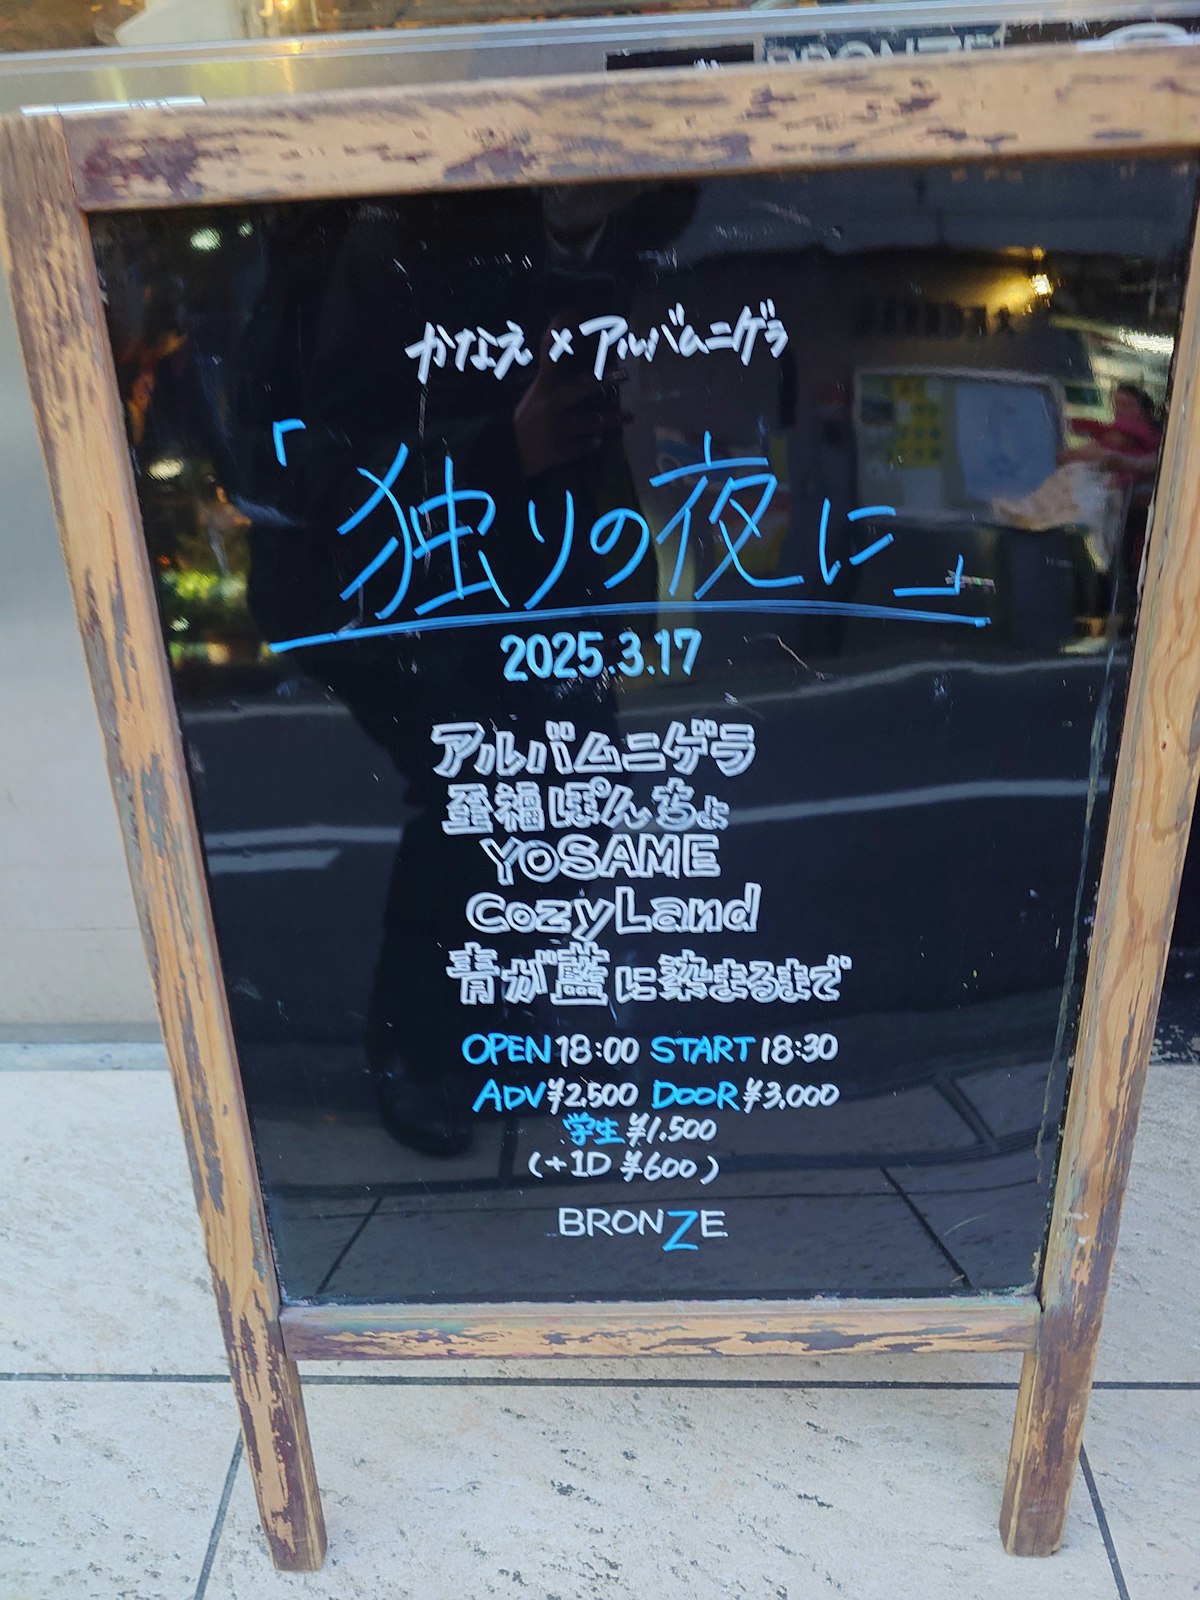 BRONZE
かなえ×アルバムニゲラ
「独りの夜に」
2025.3.17
アルバムニゲラ
至福ぽんちょ
YOSAME
CozyLand
青が藍に染まるまで
OPEN 18:00 START 18:30
ADV ¥2,500 DOOR ¥3,000
学生 ¥1,500
(+1D ¥600)
BRONZE